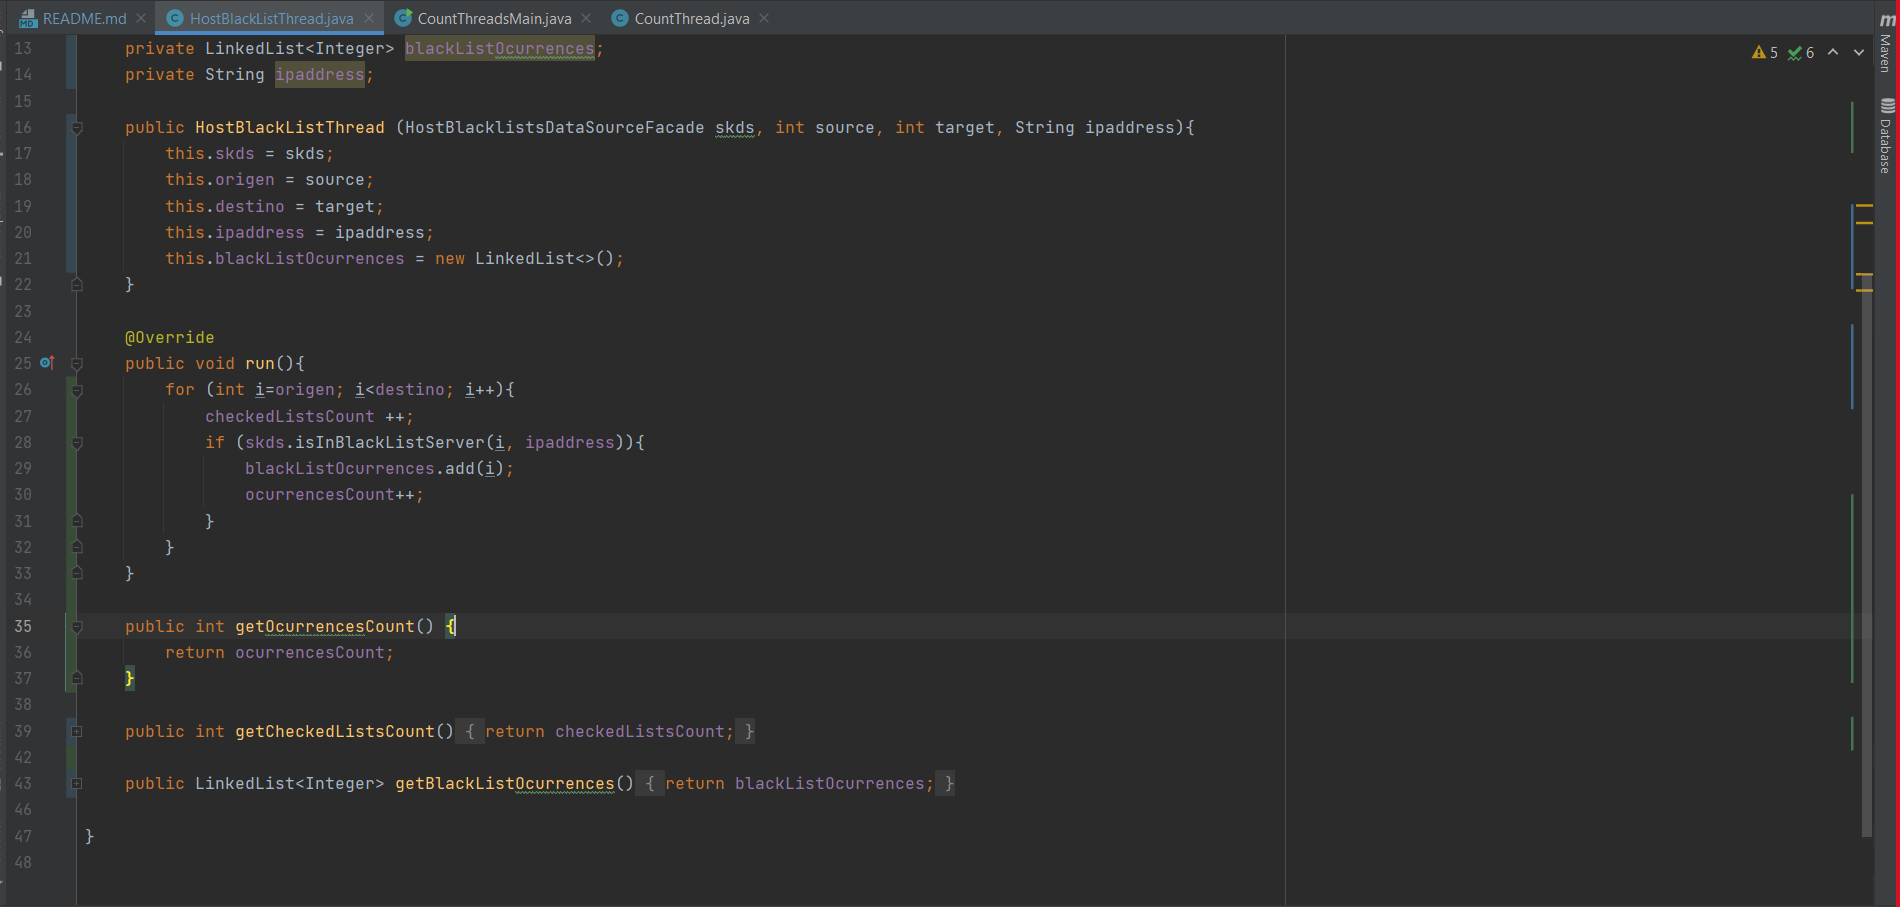 README.md HostBlackListThread.java CountThreadsMain.java CountThread.java
13 private LinkedList<Integer> blackListOcurrences;
14 private String ipaddress;
15
16 public HostBlackListThread (HostBlacklistsDataSourceFacade skds, int source, int target, String ipaddress){
17 this.skds = skds;
18 this.origen = source;
19 this.destino = target;
20 this.ipaddress = ipaddress;
21 this.blackListOcurrences = new LinkedList<>();
22 }
23
24 @Override
25 public void run(){
26 for (int i=origen; i<destino; i++){
27 checkedListsCount ++;
28 if (skds.isInBlackListServer(i, ipaddress)){
29 blackListOcurrences.add(i);
30 ocurrencesCount++;
31 }
32 }
33 }
34
35 public int getOcurrencesCount() {
36 return ocurrencesCount;
37 }
38
39 public int getCheckedListsCount() { return checkedListsCount; }
42
43 public LinkedList<Integer> getBlackListOcurrences() { return blackListOcurrences; }
46
47 }
48
5 6
m Maven
Database